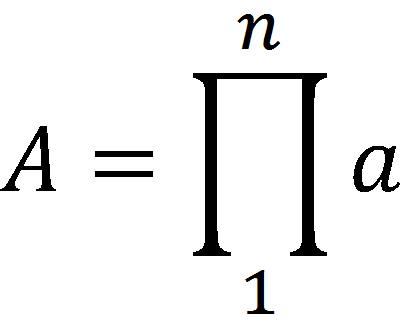 n
A = ∏ a
1